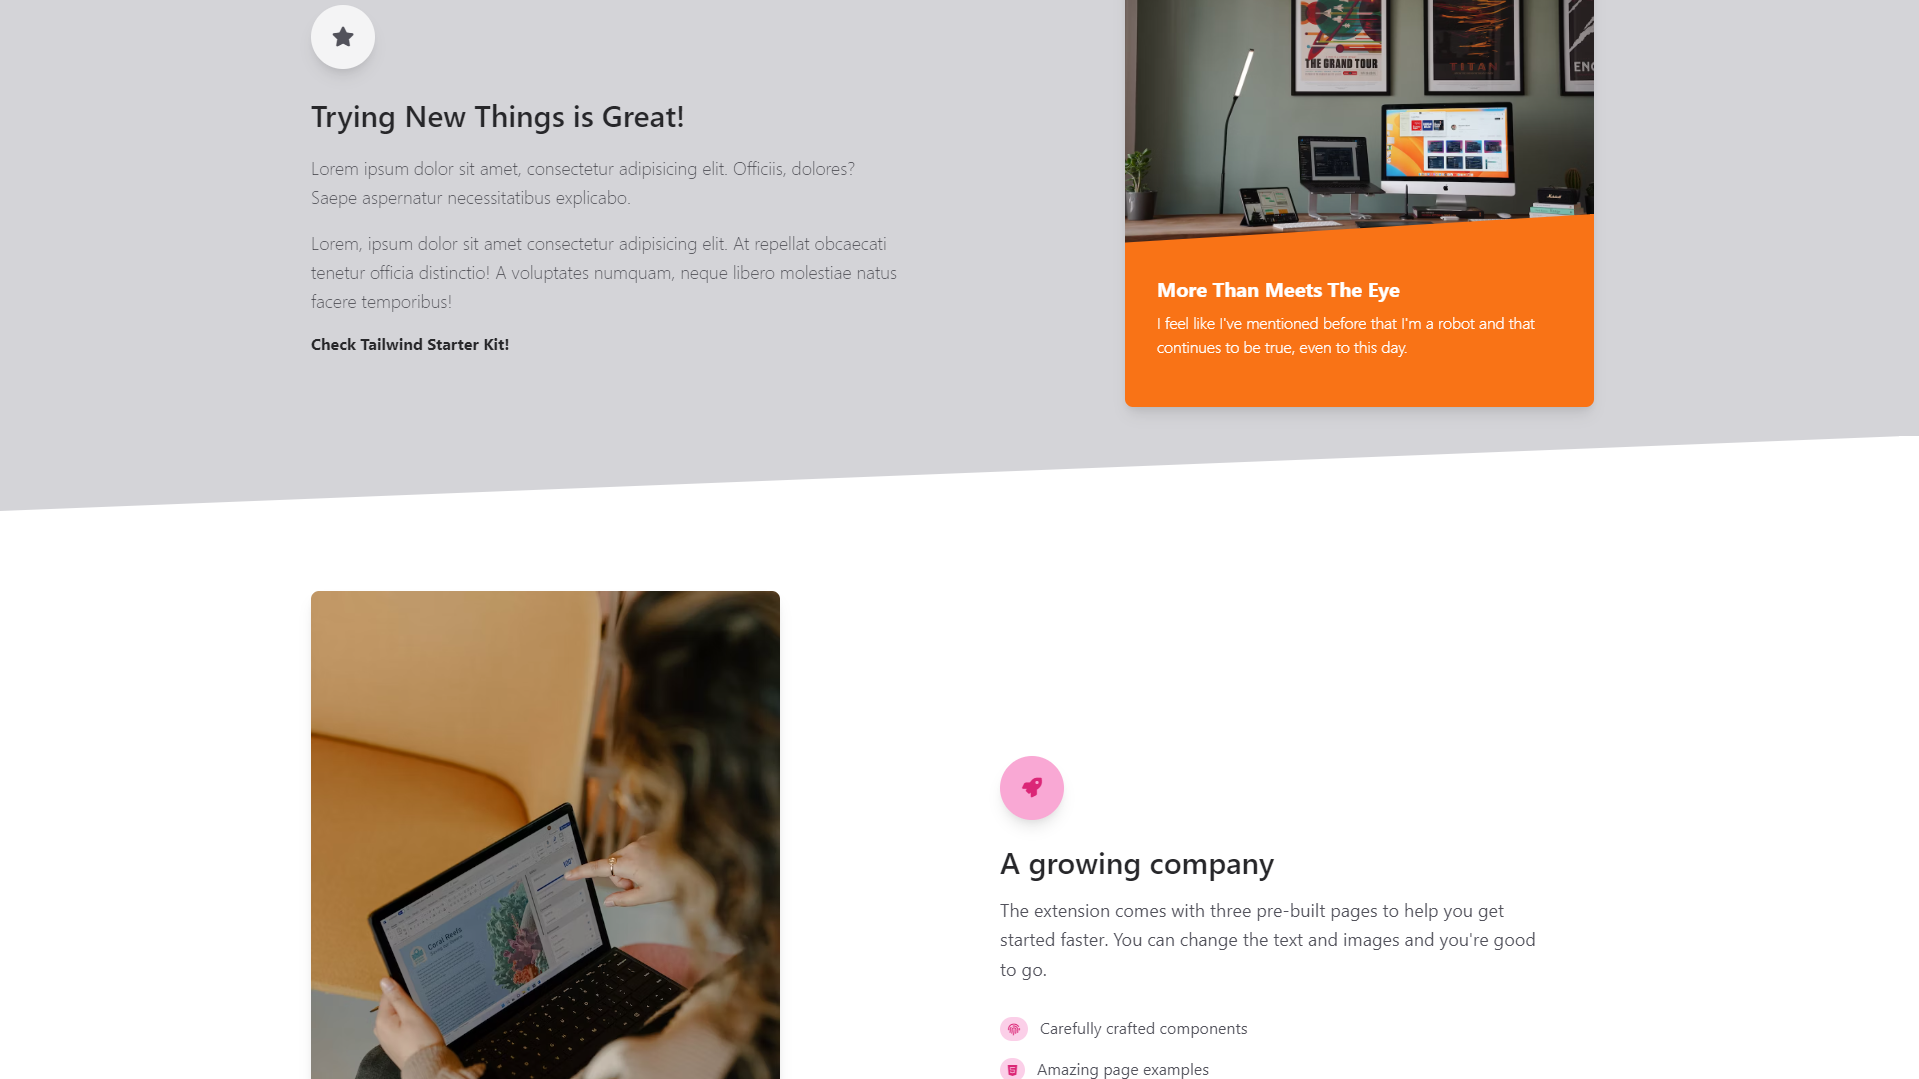 Trying New Things is Great!
Lorem ipsum dolor sit amet, consectetur adipisicing elit. Officiis, dolores?
Saepe aspernatur necessitatibus explicabo.
Lorem, ipsum dolor sit amet consectetur adipisicing elit. At repellat obcaecati
tenetur officia distinctio! A voluptates numquam, neque libero molestiae natus
facere temporibus!
Check Tailwind Starter Kit!
THE GRAND TOUR
TITAN
More Than Meets The Eye
I feel like I've mentioned before that I'm a robot and that
continues to be true, even to this day.
Coral Reefs
A growing company
The extension comes with three pre-built pages to help you get
started faster. You can change the text and images and you're good
to go.
Carefully crafted components
Amazing page examples